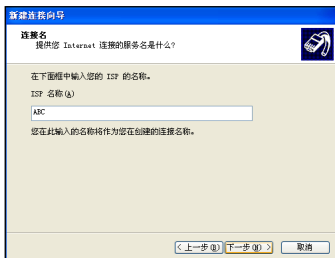 新建连接向导
连接名
提供您 Internet 连接的服务名是什么?
在下面框中输入您的 ISP 的名称。
ISP 名称(A)
ABC
您在此输入的名称将作为您在创建的连接名称。
< 上一步(B) 下一步(N) > 取消